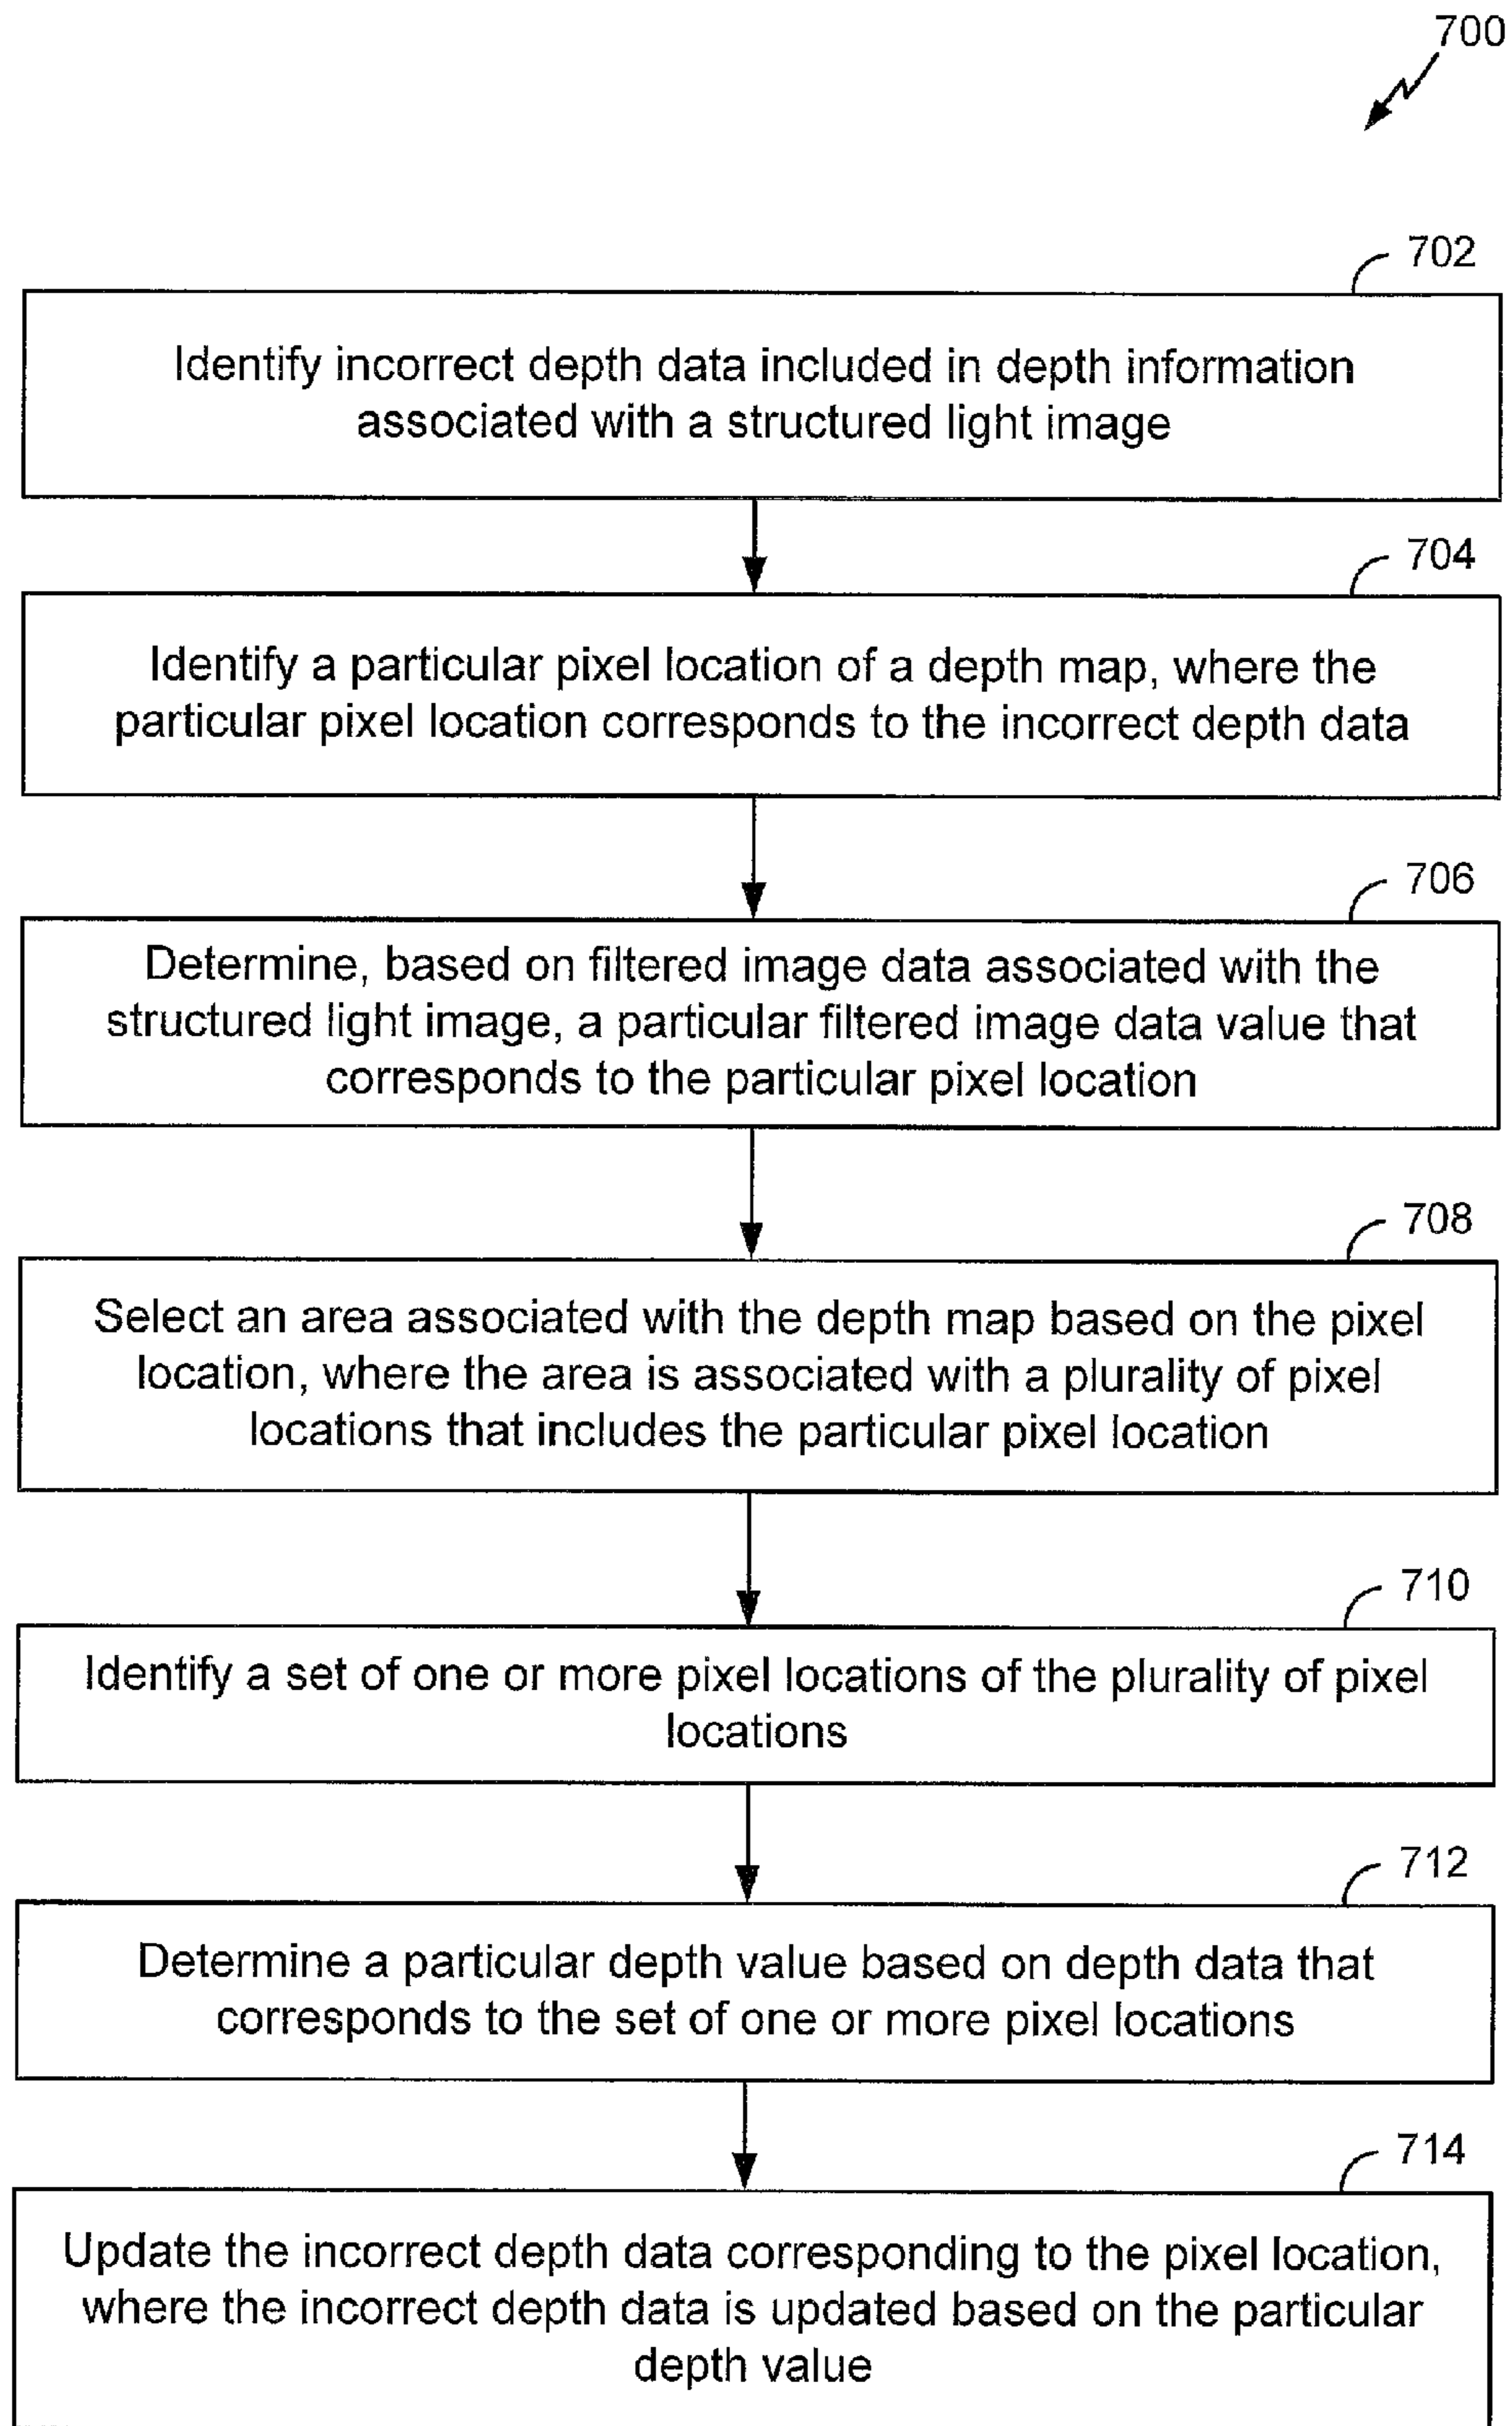 700
702
Identify incorrect depth data included in depth information
associated with a structured light image
704
Identify a particular pixel location of a depth map, where the
particular pixel location corresponds to the incorrect depth data
706
Determine, based on filtered image data associated with the
structured light image, a particular filtered image data value that
corresponds to the particular pixel location
708
Select an area associated with the depth map based on the pixel
location, where the area is associated with a plurality of pixel
locations that includes the particular pixel location
710
Identify a set of one or more pixel locations of the plurality of pixel
locations
712
Determine a particular depth value based on depth data that
corresponds to the set of one or more pixel locations
714
Update the incorrect depth data corresponding to the pixel location,
where the incorrect depth data is updated based on the particular
depth value